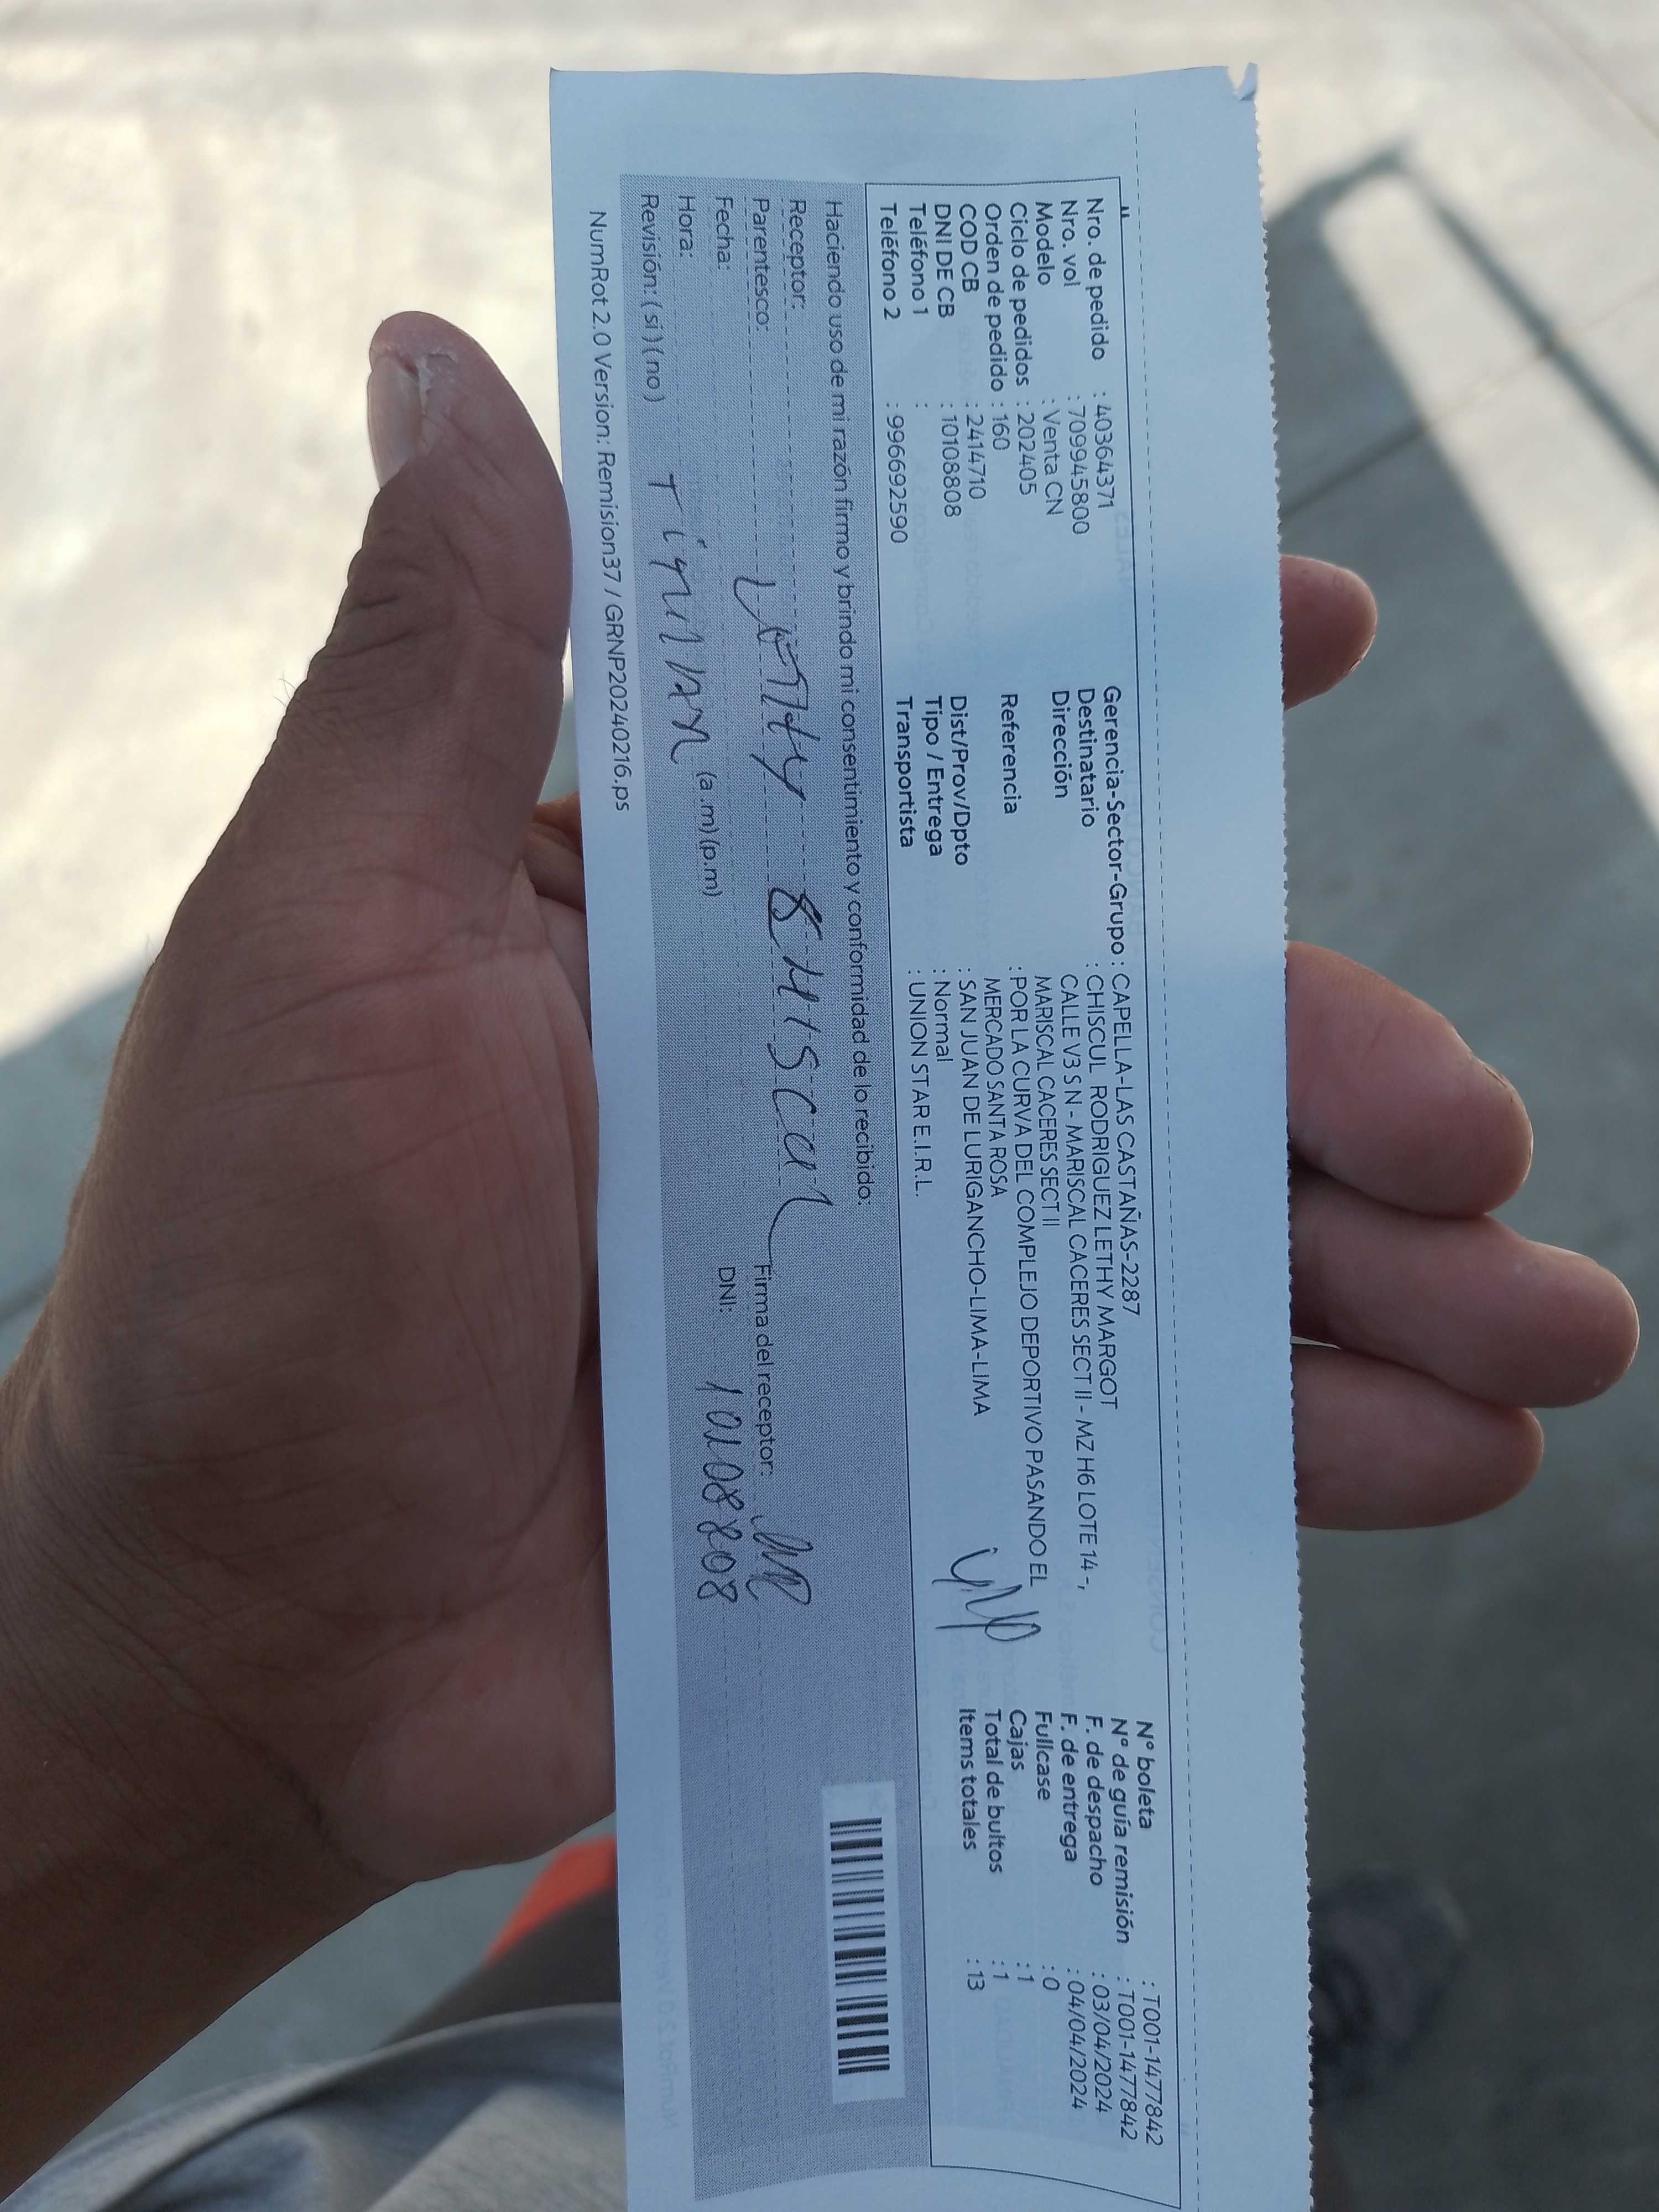 Nro. de pedido : 40364371
Nro. vol : 709945800
Modelo : Venta CN
Ciclo de pedidos : 202405
Orden de pedido : 160
COD CB : 2414710
DNI DE CB : 10108808
Teléfono 1 :
Teléfono 2 : 996692590
Gerencia-Sector-Grupo : CAPELLA-LAS CASTAÑAS-2287
Destinatario : CHISCUL RODRIGUEZ LETHY MARGOT
Dirección CALLE V3 S N - MARISCAL CACERES SECT II - MZ H6 LOTE 14 -,
MARISCAL CACERES SECT II
Referencia : POR LA CURVA DEL COMPLEJO DEPORTIVO PASANDO EL
MERCADO SANTA ROSA
Dist/Prov/Dpto : SAN JUAN DE LURIGANCHO-LIMA-LIMA
Tipo / Entrega : Normal
Transportista : UNION STAR E.I.R.L.
N° boleta : T001-1477842
N° de guía remisión : T001-1477842
F. de despacho : 03/04/2024
F. de entrega : 04/04/2024
Fullcase : 0
Cajas : 1
Total de bultos : 1
Items totales : 13
Haciendo uso de mi razón firmo y brindo mi consentimiento y conformidad de lo recibido:
Receptor:
Parentesco: Firma del receptor:
Fecha: DNI: 10108808
Hora: (a.m)(p.m)
Revisión: (si) (no)
NumRot 2.0 Version: Remision37 / GRNP20240216.ps